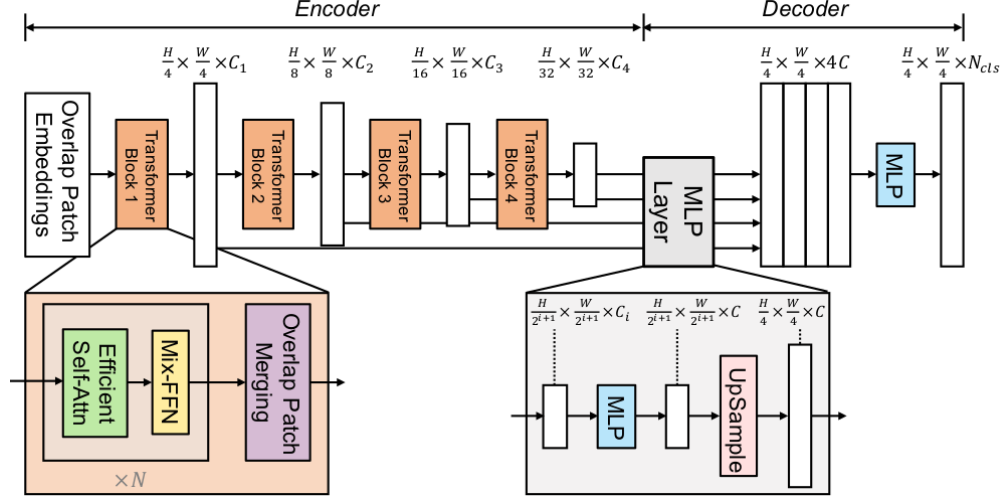 Encoder
Decoder
H/4 × W/4 × C₁
H/8 × W/8 × C₂
H/16 × W/16 × C₃
H/32 × W/32 × C₄
H/4 × W/4 × 4C
H/4 × W/4 × N_cls
Overlap Patch
Embeddings
Transformer
Block 1
Transformer
Block 2
Transformer
Block 3
Transformer
Block 4
MLP
Layer
MLP
Efficient
Self-Attn
Mix-FFN
Overlap Patch
Merging
×N
H/2^{i+1} × W/2^{i+1} × C_i
H/2^{i+1} × W/2^{i+1} × C
H/4 × W/4 × C
MLP
UpSample